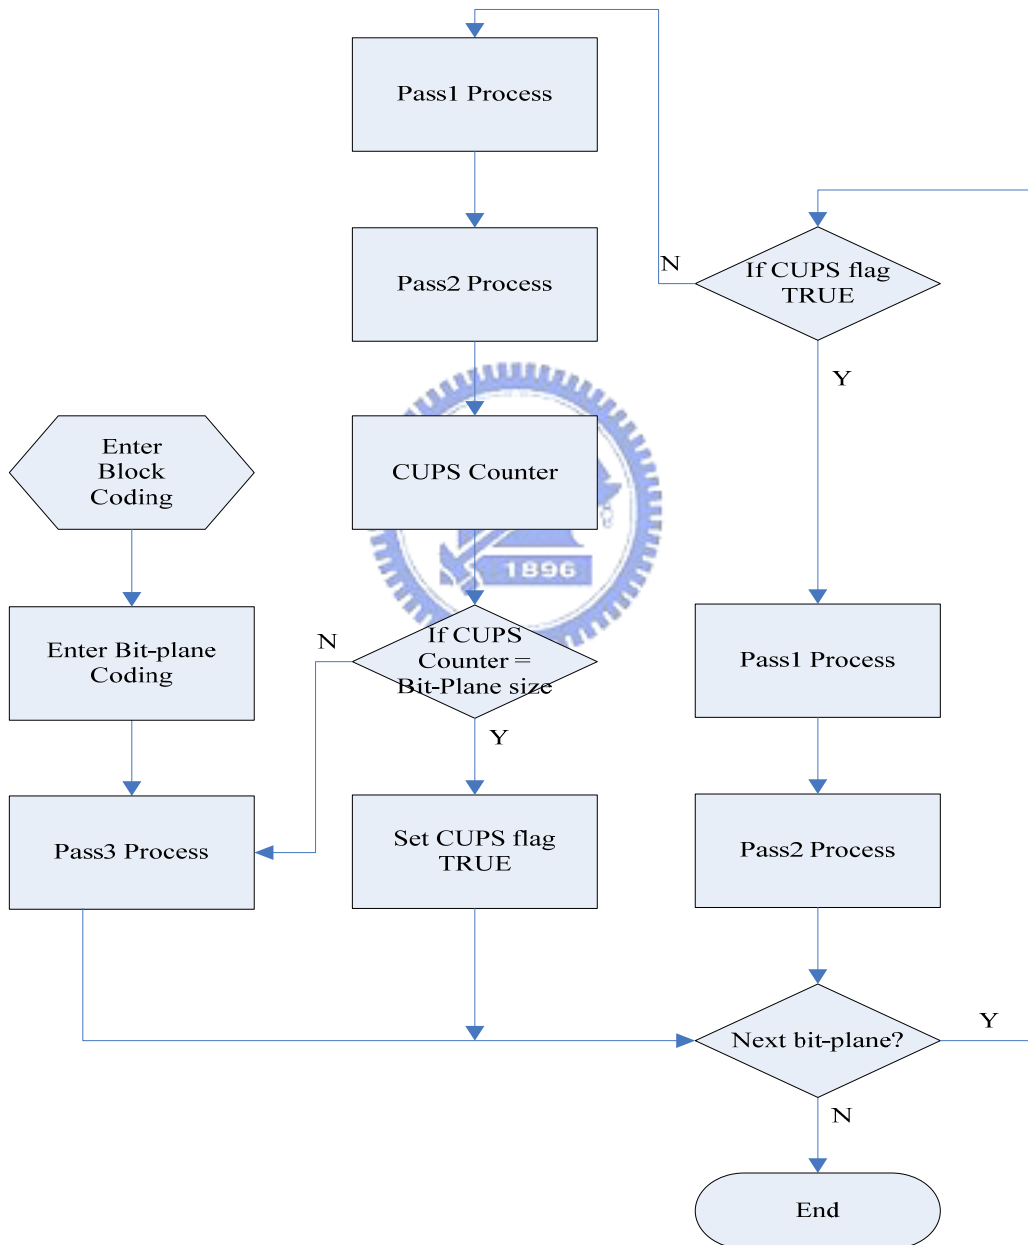 Pass1 Process
Pass2 Process
N
If CUPS flag
TRUE
Y
Enter
Block
Coding
CUPS Counter
1896
Enter Bit-plane
Coding
N
If CUPS
Counter =
Bit-Plane size
Y
Pass1 Process
Pass3 Process
Set CUPS flag
TRUE
Pass2 Process
Next bit-plane?
Y
N
End